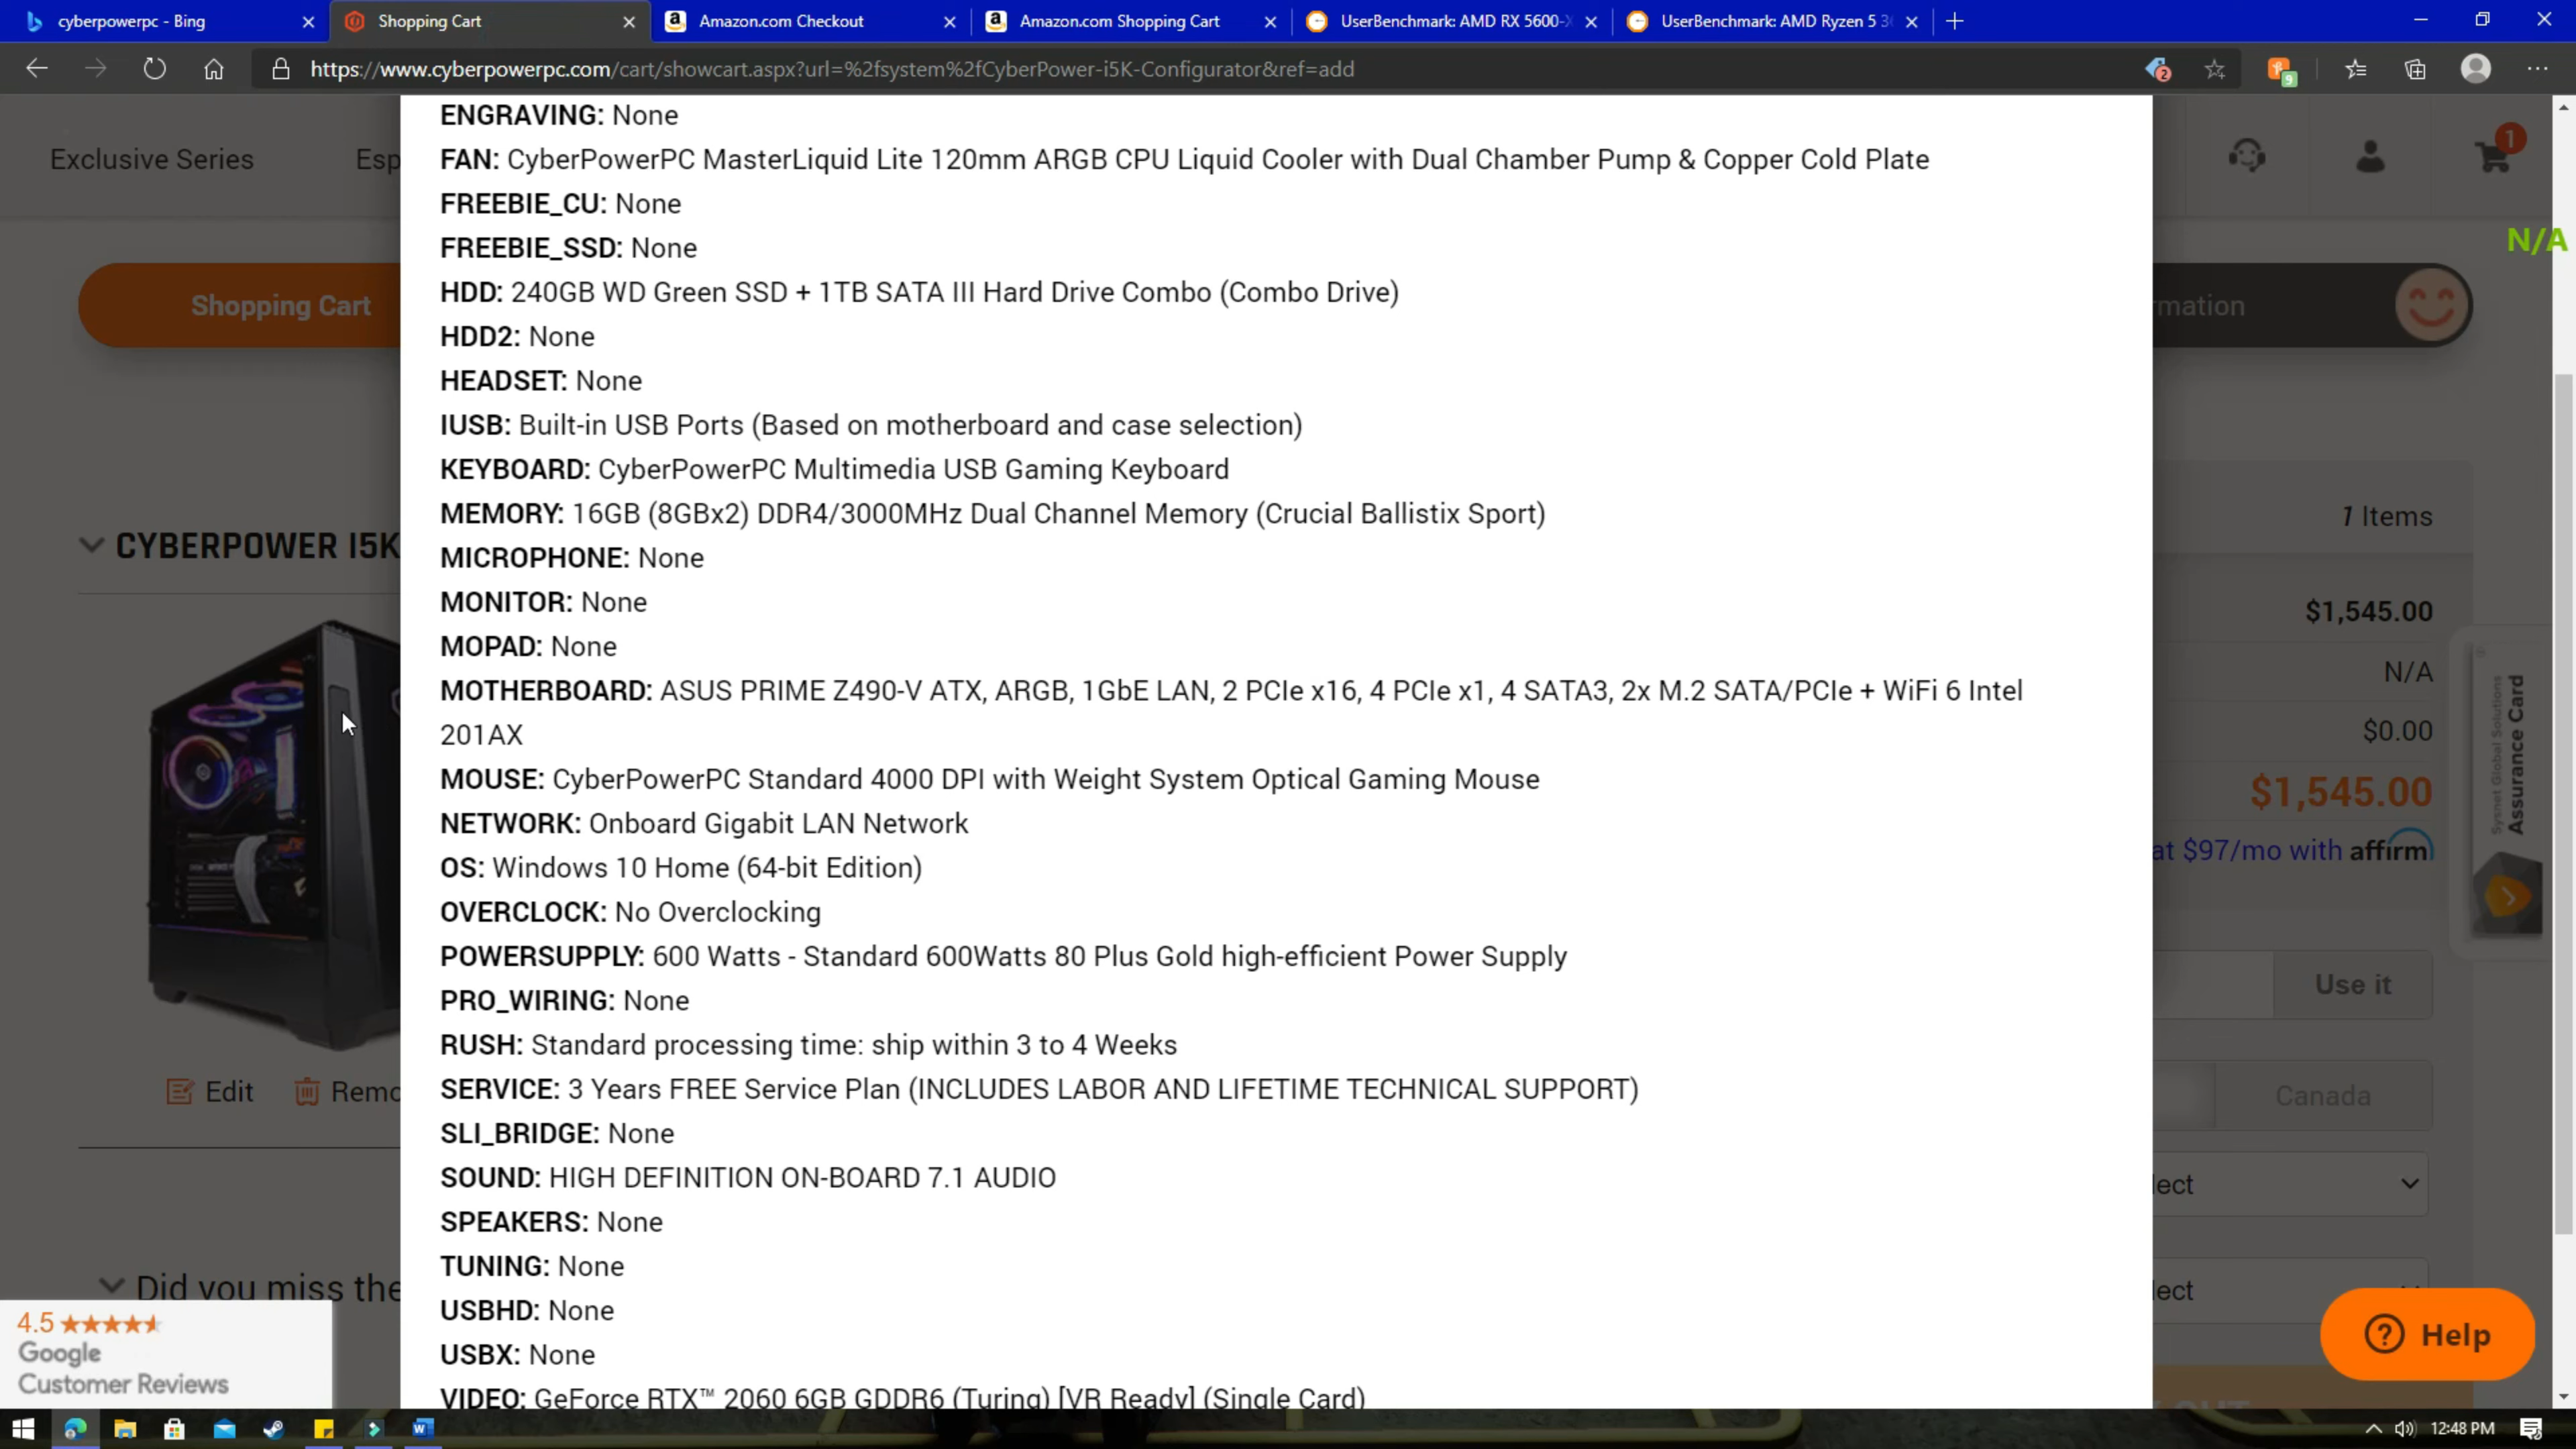 cyberpowerpc - Bing
Shopping Cart
Amazon.com Checkout
Amazon.com Shopping Cart
UserBenchmark: AMD RX 5600-
UserBenchmark: AMD Ryzen 5
https://www.cyberpowerpc.com/cart/showcart.aspx?url=%2fsystem%2fCyberPower-i5K-Configurator&ref=add
2
9
Exclusive Series
Esp
1
N/A
Shopping Cart
rmation
ENGRAVING: None
FAN: CyberPowerPC MasterLiquid Lite 120mm ARGB CPU Liquid Cooler with Dual Chamber Pump & Copper Cold Plate
FREEBIE_CU: None
FREEBIE_SSD: None
HDD: 240GB WD Green SSD + 1TB SATA III Hard Drive Combo (Combo Drive)
HDD2: None
HEADSET: None
IUSB: Built-in USB Ports (Based on motherboard and case selection)
KEYBOARD: CyberPowerPC Multimedia USB Gaming Keyboard
MEMORY: 16GB (8GBx2) DDR4/3000MHz Dual Channel Memory (Crucial Ballistix Sport)
MICROPHONE: None
MONITOR: None
MOPAD: None
MOTHERBOARD: ASUS PRIME Z490-V ATX, ARGB, 1GbE LAN, 2 PCIe x16, 4 PCIe x1, 4 SATA3, 2x M.2 SATA/PCIe + WiFi 6 Intel
201AX
MOUSE: CyberPowerPC Standard 4000 DPI with Weight System Optical Gaming Mouse
NETWORK: Onboard Gigabit LAN Network
OS: Windows 10 Home (64-bit Edition)
OVERCLOCK: No Overclocking
POWERSUPPLY: 600 Watts - Standard 600Watts 80 Plus Gold high-efficient Power Supply
PRO_WIRING: None
RUSH: Standard processing time: ship within 3 to 4 Weeks
SERVICE: 3 Years FREE Service Plan (INCLUDES LABOR AND LIFETIME TECHNICAL SUPPORT)
SLI_BRIDGE: None
SOUND: HIGH DEFINITION ON-BOARD 7.1 AUDIO
SPEAKERS: None
TUNING: None
USBHD: None
USBX: None
VIDEO: GeForce RTX™ 2060 6GB GDDR6 (Turing) [VR Ready] (Single Card)
CYBERPOWER I5K
Edit
Remo
Did you miss the
4.5
Google
Customer Reviews
1 Items
$1,545.00
N/A
$0.00
$1,545.00
at $97/mo with affirm
Sysnet Global Solutions
Assurance Card
Use it
Canada
lect
lect
Help
12:48 PM